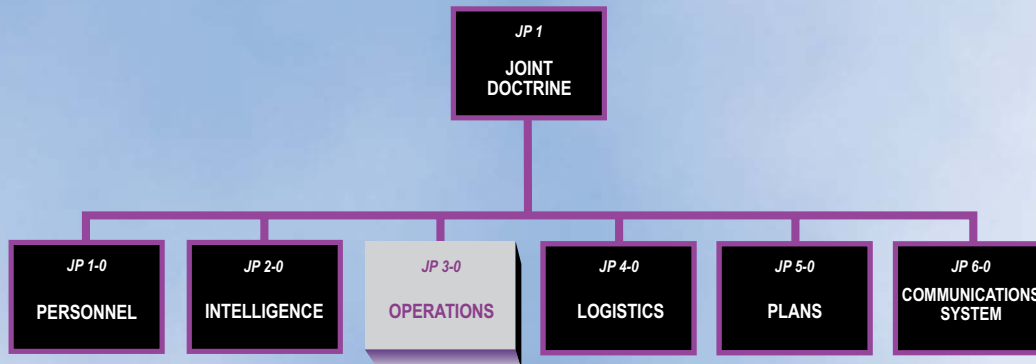 JP 1
JOINT
DOCTRINE
JP 1-0
PERSONNEL
JP 2-0
INTELLIGENCE
JP 3-0
OPERATIONS
JP 4-0
LOGISTICS
JP 5-0
PLANS
JP 6-0
COMMUNICATIONS
SYSTEM